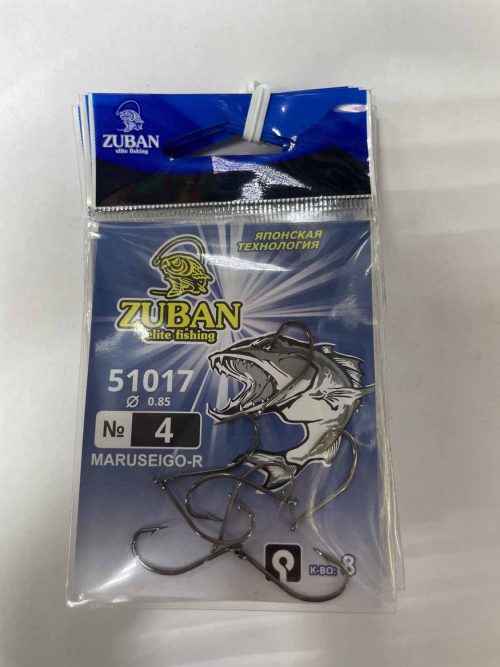 ZUBAN
elite fishing
ЯПОНСКАЯ
ТЕХНОЛОГИЯ
ZUBAN
elite fishing
51017
Ø 0.85
№ 4
MARUSEIGO-R
К-ВО: 8